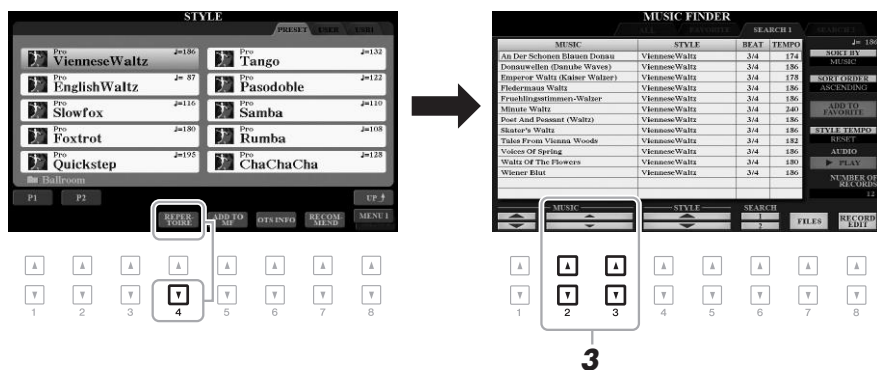 STYLE
PRESET USER USB1
Pro VienneseWaltz ♩=186
Pro Tango ♩=132
Pro EnglishWaltz ♩= 87
Pro Pasodoble ♩=122
Pro Slowfox ♩=116
Pro Samba ♩=110
Pro Foxtrot ♩=180
Pro Rumba ♩=108
Pro Quickstep ♩=195
Pro ChaChaCha ♩=128
Ballroom
P1 P2 UP
REPER-
TOIRE
ADD TO
MF
OTS INFO
RECOM-
MEND
MENU 1
1 2 3 4 5 6 7 8
MUSIC FINDER
ALL FAVORITE SEARCH 1 SEARCH 2
MUSIC STYLE BEAT TEMPO
An Der Schonen Blauen Donau VienneseWaltz 3/4 174
Donauwellen (Danube Waves) VienneseWaltz 3/4 186
Emperor Waltz (Kaiser Walzer) VienneseWaltz 3/4 178
Fledermaus Waltz VienneseWaltz 3/4 186
Fruehlingsstimmen-Walzer VienneseWaltz 3/4 186
Minute Waltz VienneseWaltz 3/4 240
Poet And Peasant (Waltz) VienneseWaltz 3/4 186
Skater's Waltz VienneseWaltz 3/4 186
Tales From Vienna Woods VienneseWaltz 3/4 182
Voices Of Spring VienneseWaltz 3/4 186
Waltz Of The Flowers VienneseWaltz 3/4 180
Wiener Blut VienneseWaltz 3/4 186
♩= 186
SORT BY
MUSIC
SORT ORDER
ASCENDING
ADD TO
FAVORITE
STYLE TEMPO
RESET
AUDIO
PLAY
NUMBER OF
RECORDS
12
MUSIC STYLE SEARCH
1
2
FILES
RECORD
EDIT
1 2 3 4 5 6 7 8
3